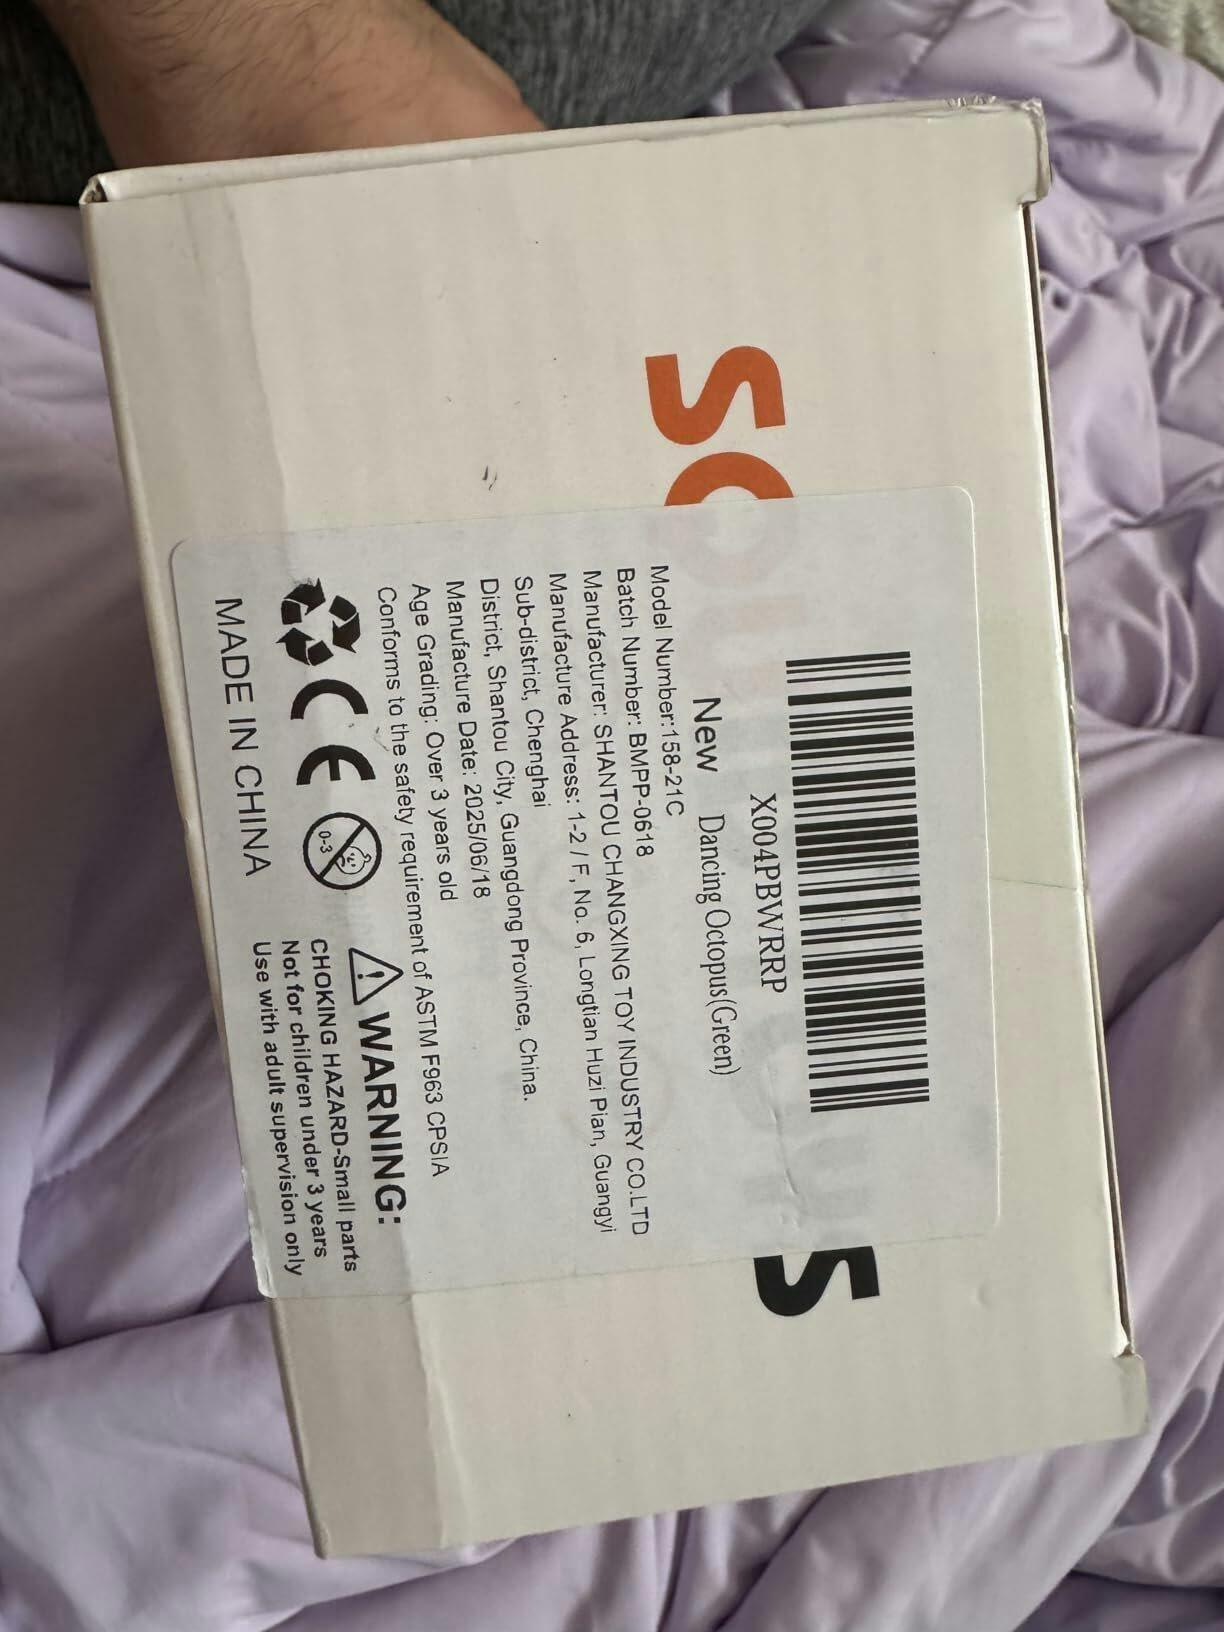 X004PBWRRP
New Dancing Octopus(Green)
Model Number:158-21C
Batch Number: BMPP-0618
Manufacturer: SHANTOU CHANGXING TOY INDUSTRY CO.LTD
Manufacture Address: 1-2 / F, No. 6, Longtian Huzi Pian, Guangyi
Sub-district, Chenghai
District, Shantou City, Guangdong Province, China.
Manufacture Date: 2025/06/18
Age Grading: Over 3 years old
Conforms to the safety requirement of ASTM F963 CPSIA
CE
0-3
WARNING:
CHOKING HAZARD-Small parts
Not for children under 3 years
Use with adult supervision only
MADE IN CHINA